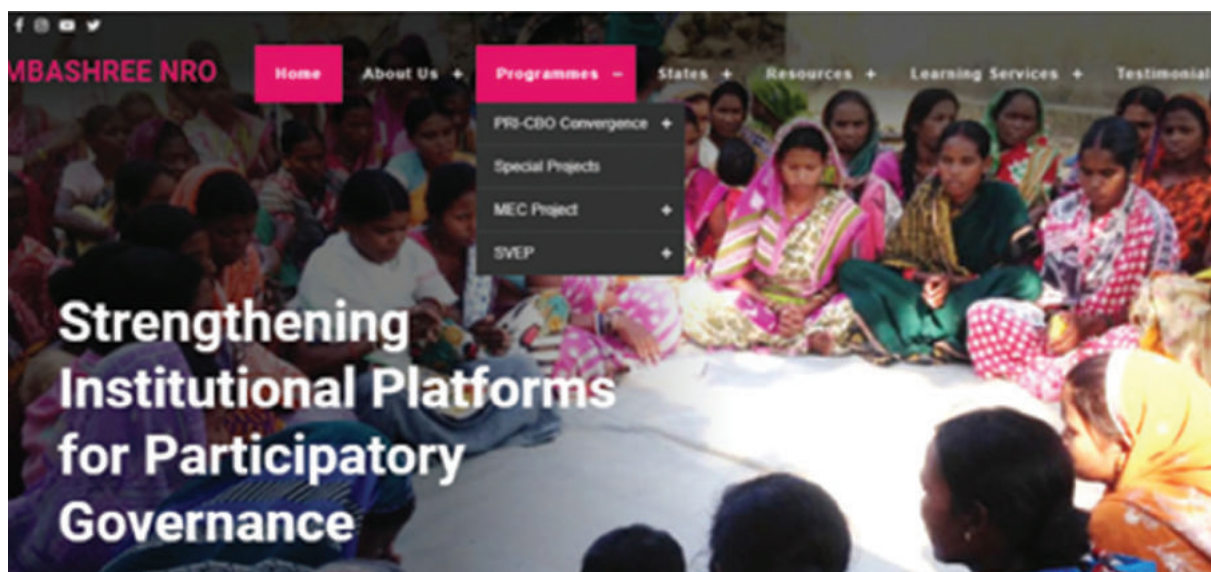 MBASHREE NRO
Home
About Us +
Programmes –
States +
Resources +
Learning Services +
Testimonial
PRI-CBO Convergence +
Special Projects
MEC Project +
SVEP +
Strengthening
Institutional Platforms
for Participatory
Governance